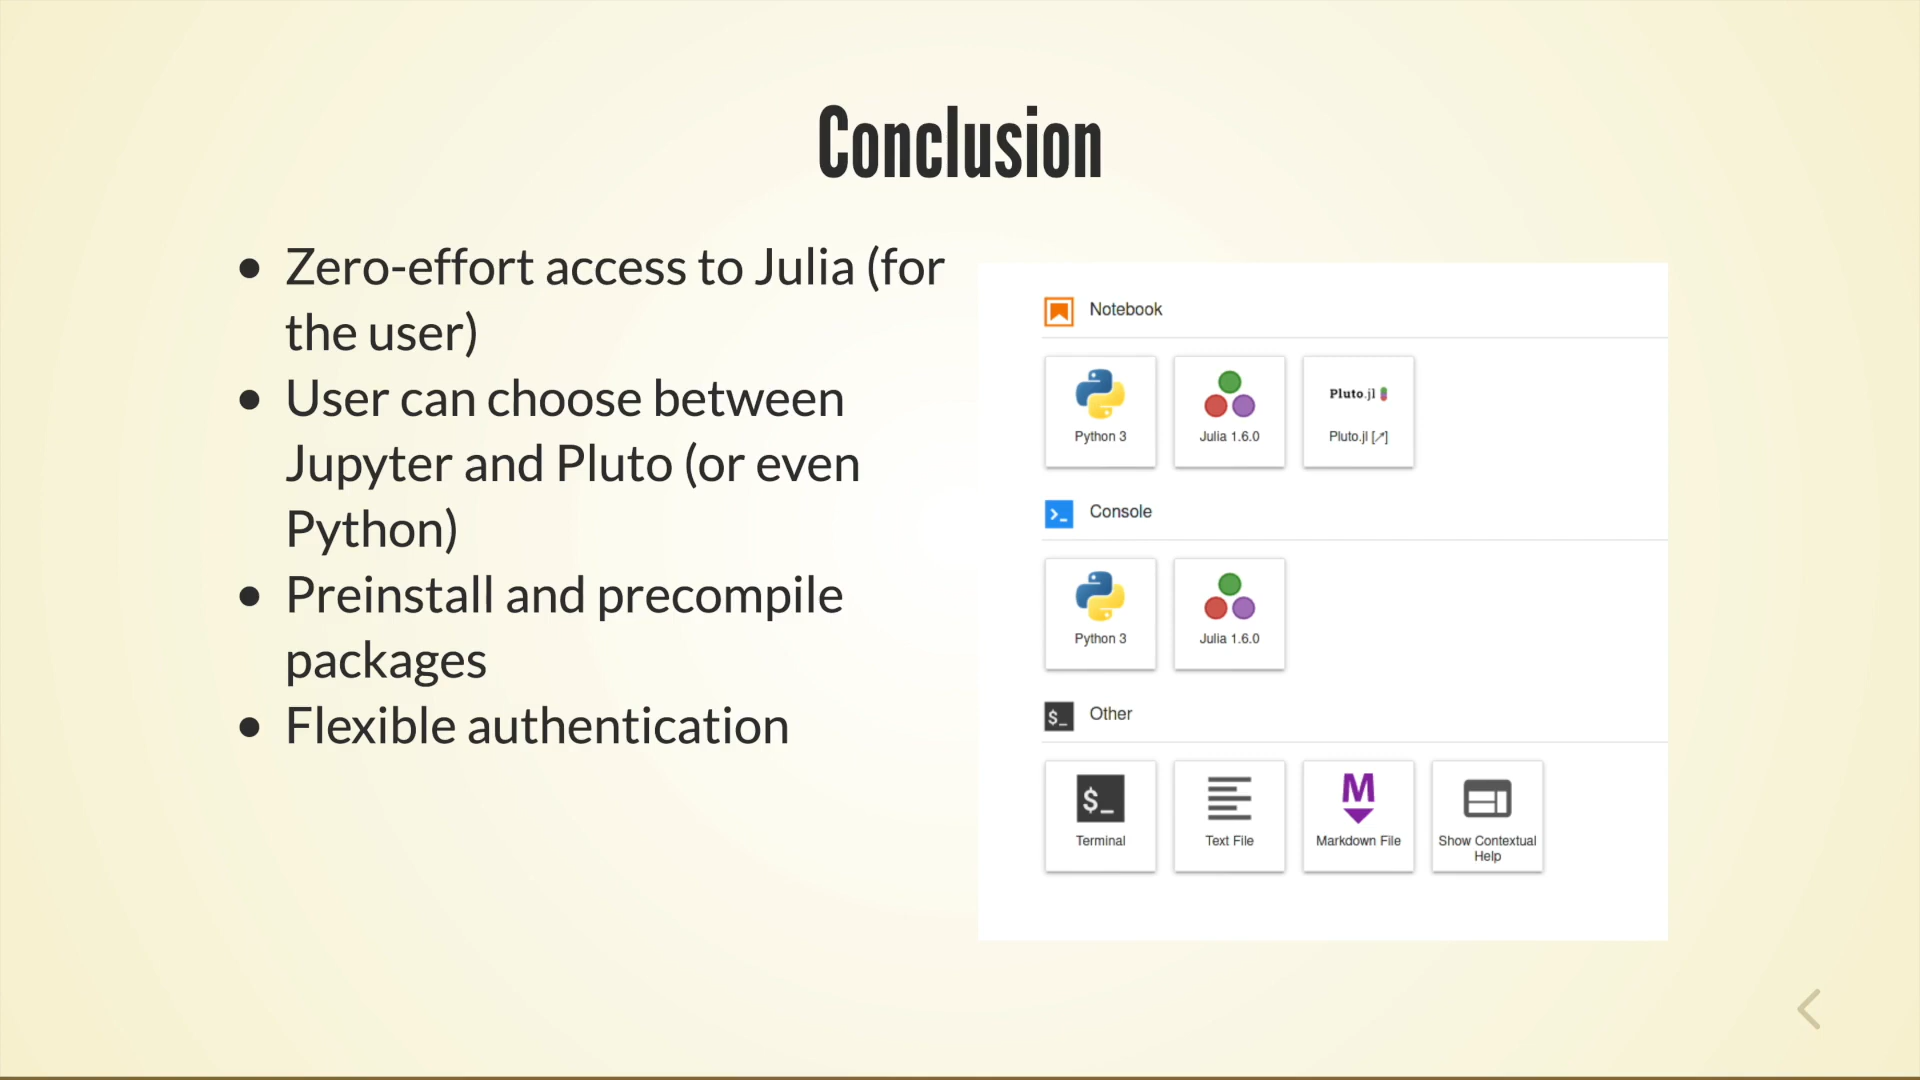 Conclusion
• Zero-effort access to Julia (for
the user)
• User can choose between
Jupyter and Pluto (or even
Python)
• Preinstall and precompile
packages
• Flexible authentication
Notebook
Python 3
Julia 1.6.0
Pluto.jl
Pluto.jl [↗]
Console
>_
Python 3
Julia 1.6.0
$_
Other
$_
Terminal
Text File
M
Markdown File
Show Contextual
Help